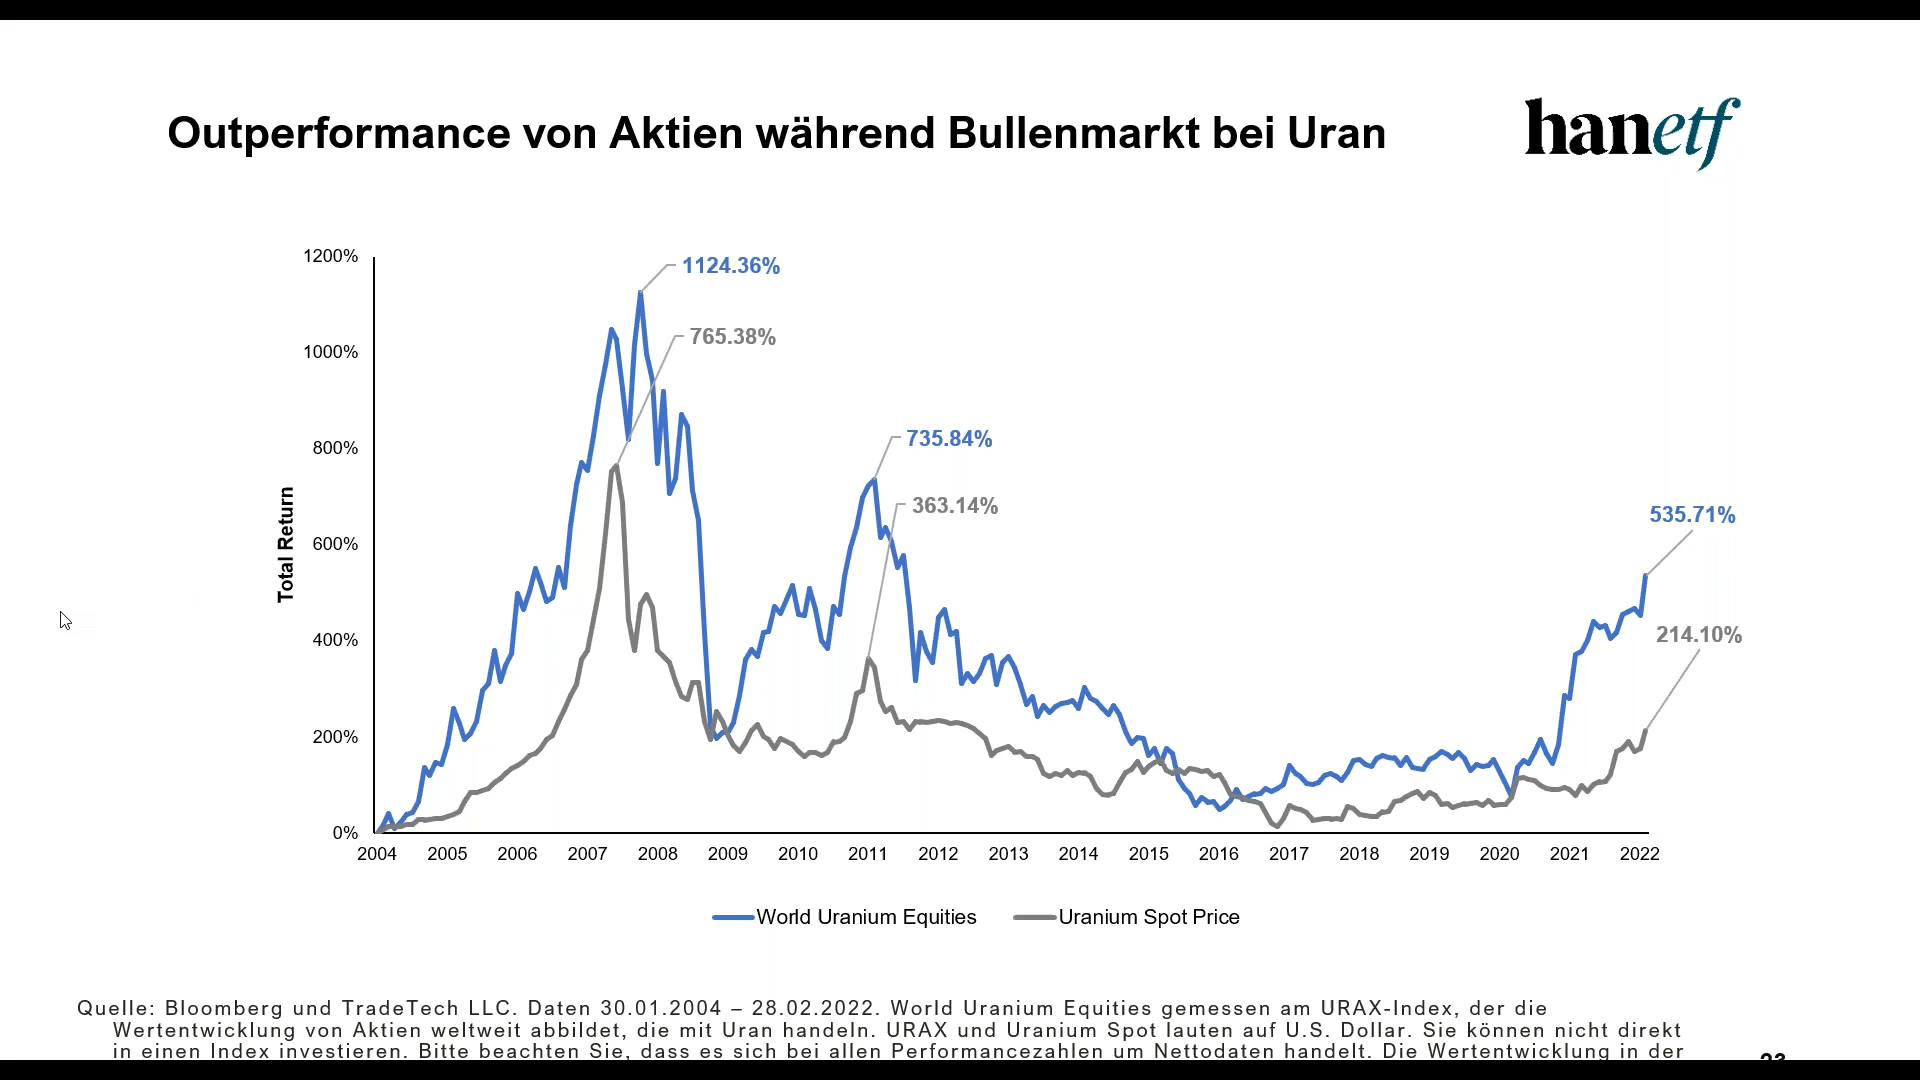 Outperformance von Aktien während Bullenmarkt bei Uran
hanetf
1200%
1000%
800%
600%
400%
200%
0%
Total Return
1124.36%
765.38%
735.84%
363.14%
535.71%
214.10%
2004 2005 2006 2007 2008 2009 2010 2011 2012 2013 2014 2015 2016 2017 2018 2019 2020 2021 2022
World Uranium Equities Uranium Spot Price
Quelle: Bloomberg und TradeTech LLC. Daten 30.01.2004 – 28.02.2022. World Uranium Equities gemessen am URAX-Index, der die
Wertentwicklung von Aktien weltweit abbildet, die mit Uran handeln. URAX und Uranium Spot lauten auf U.S. Dollar. Sie können nicht direkt
in einen Index investieren. Bitte beachten Sie, dass es sich bei allen Performancezahlen um Nettodaten handelt. Die Wertentwicklung in der